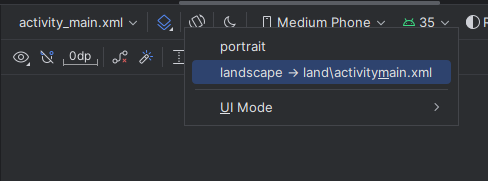 activity_main.xml Medium Phone 35
0dp
portrait
landscape → land\activitymain.xml
UI Mode